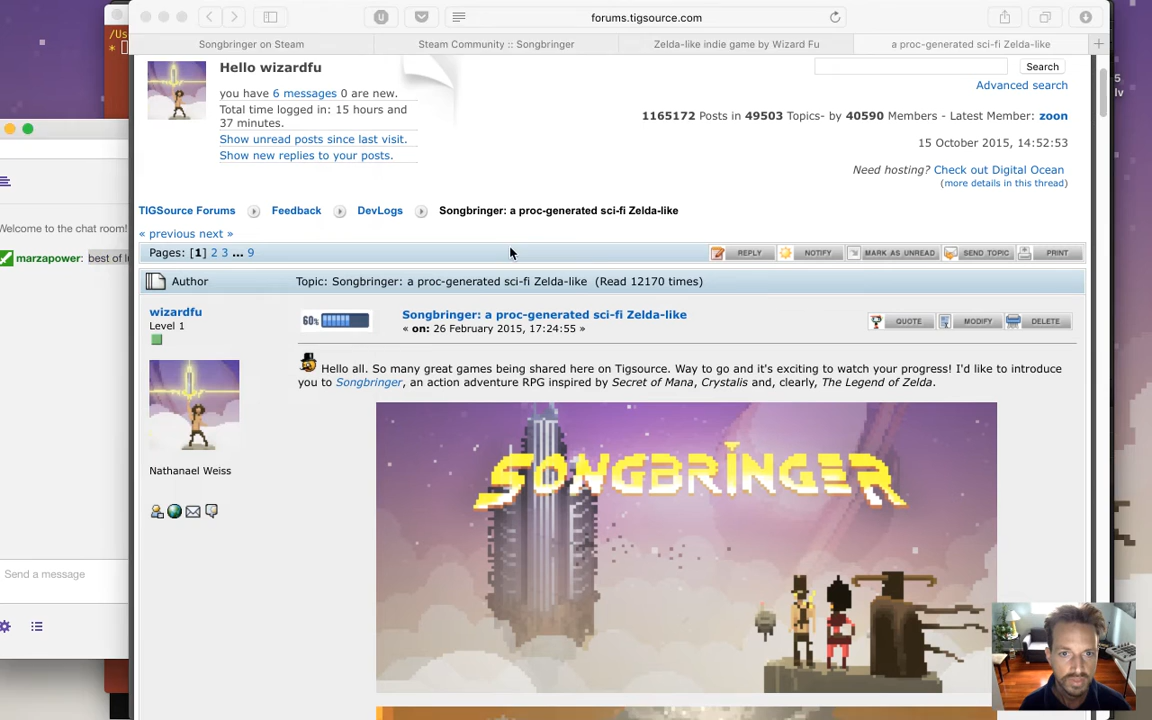 forums.tigsource.com
Songbringer on Steam
Steam Community :: Songbringer
Zelda-like indie game by Wizard Fu
a proc-generated sci-fi Zelda-like
/Us
*
Hello wizardfu
you have 6 messages 0 are new.
Total time logged in: 15 hours and
37 minutes.
Show unread posts since last visit.
Show new replies to your posts.
Search
Advanced search
1165172 Posts in 49503 Topics- by 40590 Members - Latest Member: zoon
15 October 2015, 14:52:53
Need hosting? Check out Digital Ocean
(more details in this thread)
TIGSource Forums
Feedback
DevLogs
Songbringer: a proc-generated sci-fi Zelda-like
« previous next »
Pages: [1] 2 3 ... 9
REPLY
NOTIFY
MARK AS UNREAD
SEND TOPIC
PRINT
Author
Topic: Songbringer: a proc-generated sci-fi Zelda-like (Read 12170 times)
wizardfu
Level 1
Nathanael Weiss
60%
Songbringer: a proc-generated sci-fi Zelda-like
« on: 26 February 2015, 17:24:55 »
QUOTE
MODIFY
DELETE
Hello all. So many great games being shared here on Tigsource. Way to go and it's exciting to watch your progress! I'd like to introduce
you to Songbringer, an action adventure RPG inspired by Secret of Mana, Crystalis and, clearly, The Legend of Zelda.
SONGBRINGER
Welcome to the chat room!
marzapower: best of l
Send a message
5
lv